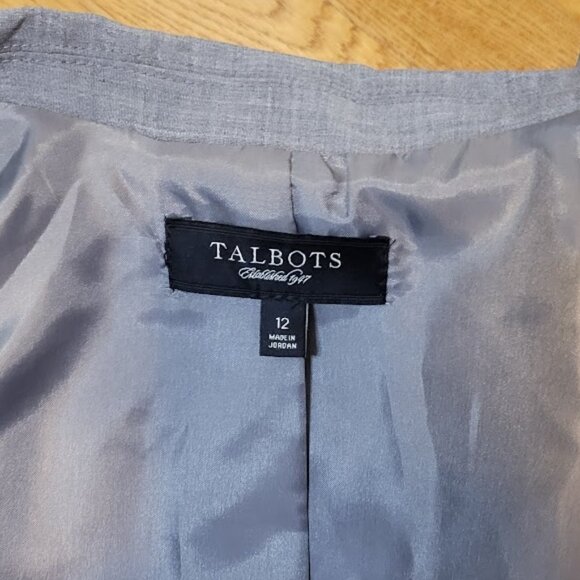 TALBOTS
Established 1947
12
MADE IN
JORDAN